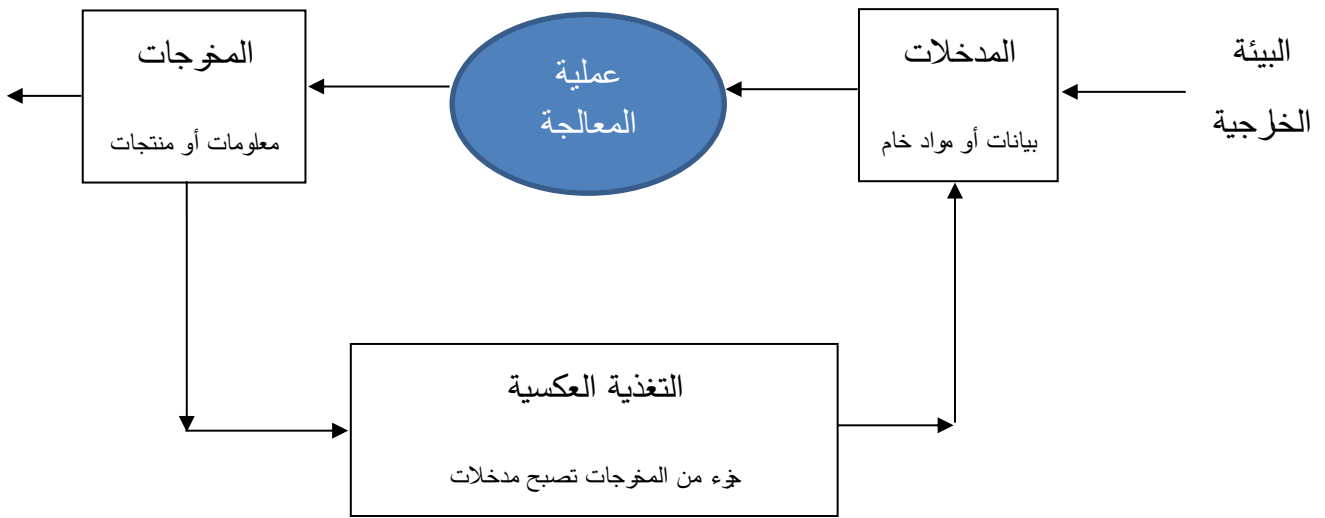 البيئة
الخارجية
المدخلات
بيانات أو مواد خام
عملية
المعالجة
المخرجات
معلومات أو منتجات
التغذية العكسية
جزء من المخرجات تصبح مدخلات